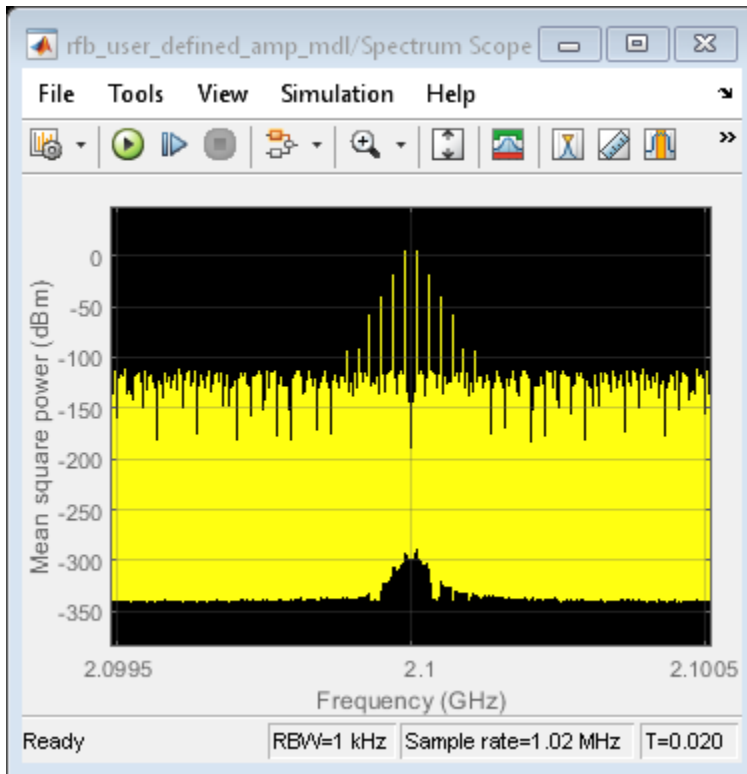 rfb_user_defined_amp_mdl/Spectrum Scope
File Tools View Simulation Help
0
-50
-100
-150
-200
-250
-300
-350
Mean square power (dBm)
2.0995 2.1 2.1005
Frequency (GHz)
Ready RBW=1 kHz Sample rate=1.02 MHz T=0.020